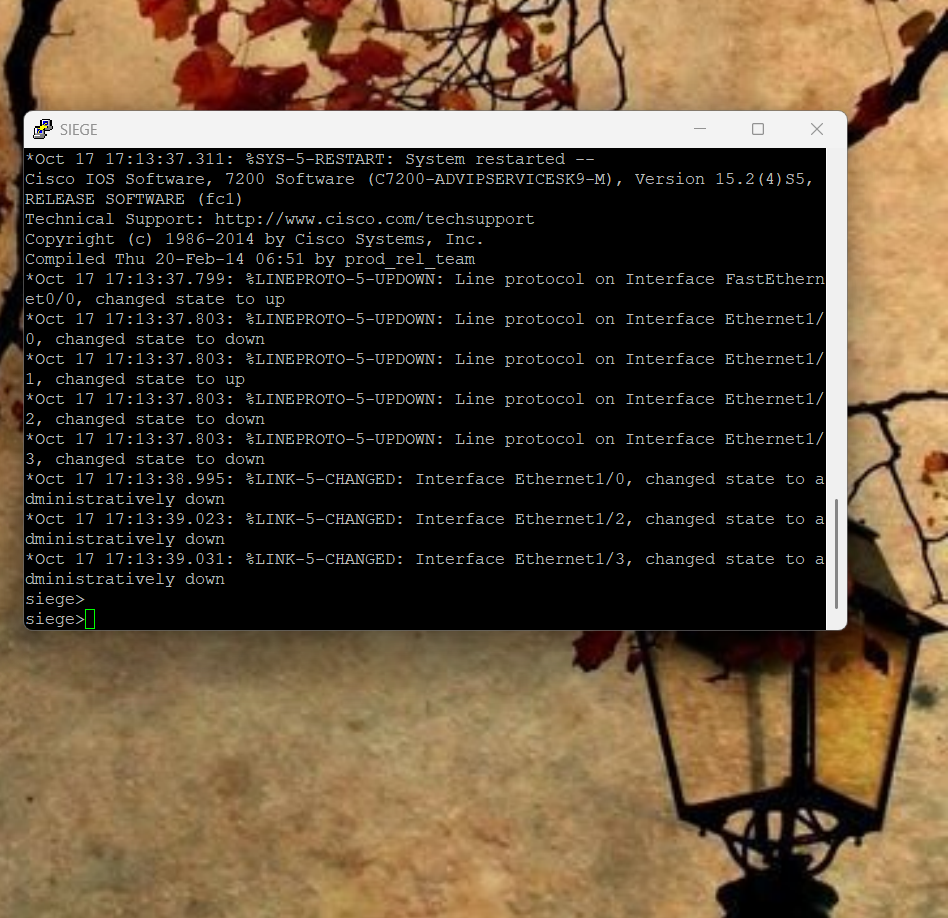 SIEGE
*Oct 17 17:13:37.311: %SYS-5-RESTART: System restarted --
Cisco IOS Software, 7200 Software (C7200-ADVIPSERVICESK9-M), Version 15.2(4)S5,
RELEASE SOFTWARE (fc1)
Technical Support: http://www.cisco.com/techsupport
Copyright (c) 1986-2014 by Cisco Systems, Inc.
Compiled Thu 20-Feb-14 06:51 by prod_rel_team
*Oct 17 17:13:37.799: %LINEPROTO-5-UPDOWN: Line protocol on Interface FastEthern
et0/0, changed state to up
*Oct 17 17:13:37.803: %LINEPROTO-5-UPDOWN: Line protocol on Interface Ethernet1/
0, changed state to down
*Oct 17 17:13:37.803: %LINEPROTO-5-UPDOWN: Line protocol on Interface Ethernet1/
1, changed state to up
*Oct 17 17:13:37.803: %LINEPROTO-5-UPDOWN: Line protocol on Interface Ethernet1/
2, changed state to down
*Oct 17 17:13:37.803: %LINEPROTO-5-UPDOWN: Line protocol on Interface Ethernet1/
3, changed state to down
*Oct 17 17:13:38.995: %LINK-5-CHANGED: Interface Ethernet1/0, changed state to a
dministratively down
*Oct 17 17:13:39.023: %LINK-5-CHANGED: Interface Ethernet1/2, changed state to a
dministratively down
*Oct 17 17:13:39.031: %LINK-5-CHANGED: Interface Ethernet1/3, changed state to a
dministratively down
siege>
siege>